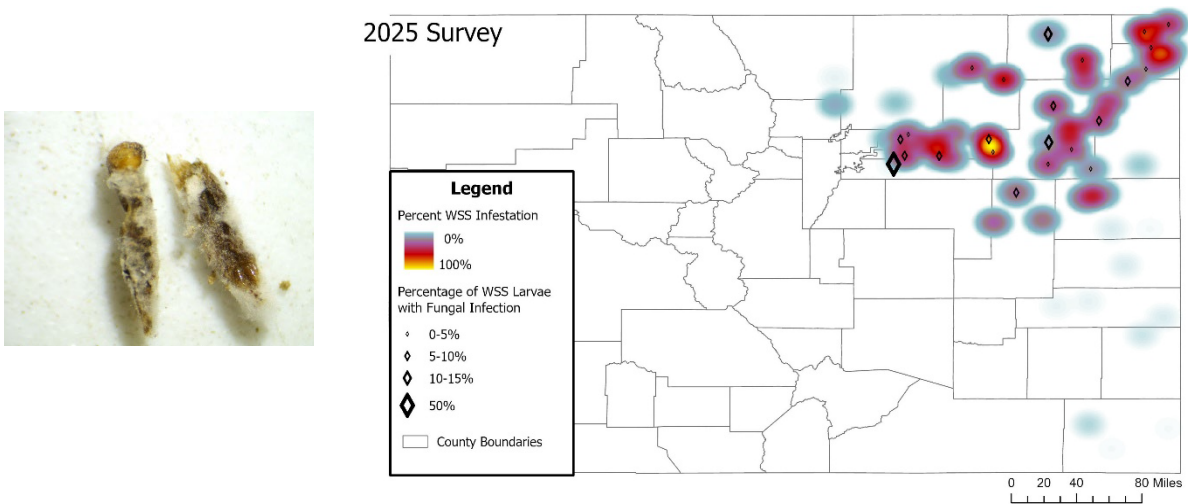 2025 Survey
Legend
Percent WSS Infestation
0%
100%
Percentage of WSS Larvae
with Fungal Infection
0-5%
5-10%
10-15%
50%
County Boundaries
0 20 40 80 Miles